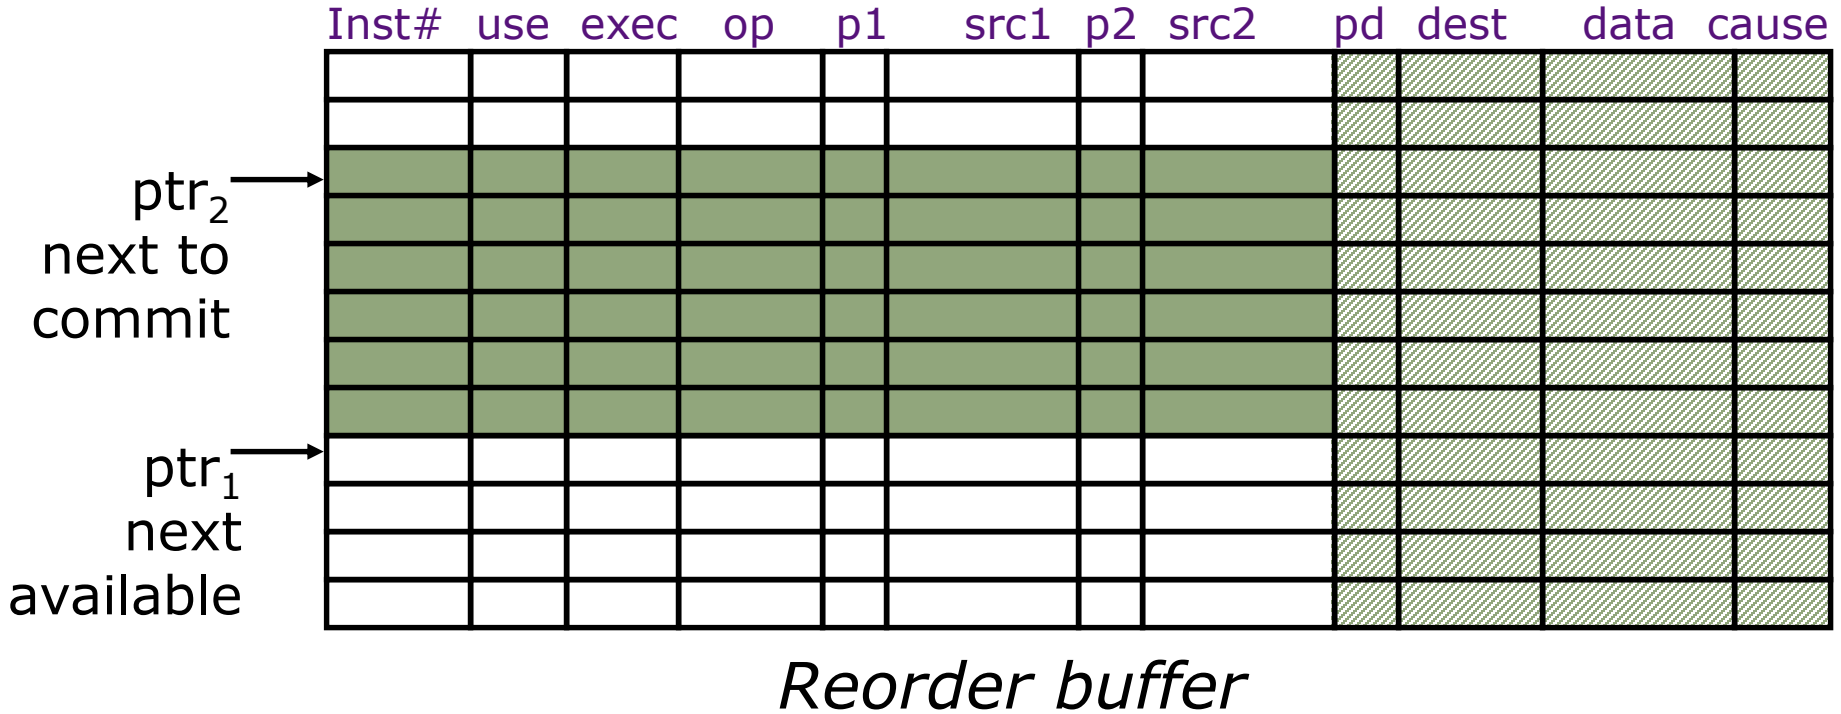 Inst# use exec op p1 src1 p2 src2 pd dest data cause
ptr₂
next to
commit
ptr₁
next
available
Reorder buffer